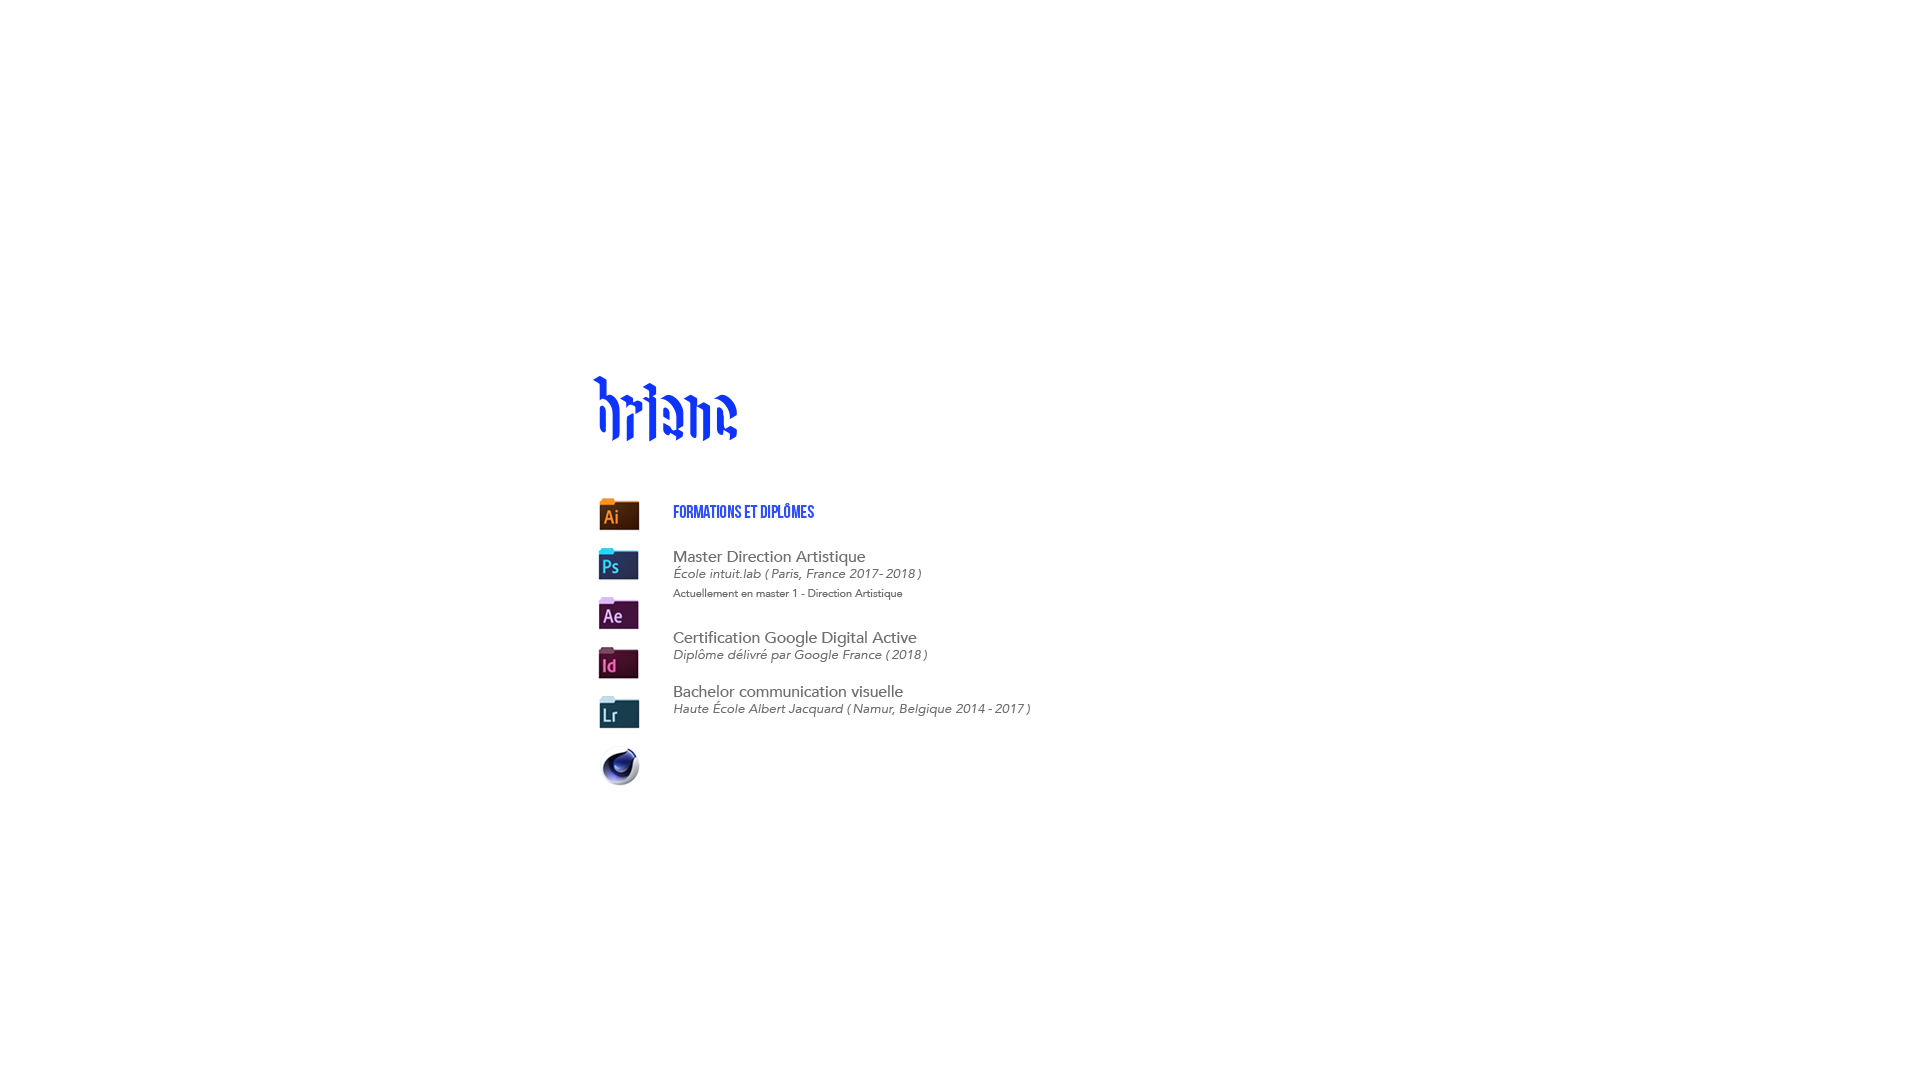 briane
Ai
FORMATIONS ET DIPLÔMES
Ps
Master Direction Artistique
École intuit.lab ( Paris, France 2017- 2018 )
Actuellement en master 1 - Direction Artistique
Ae
Certification Google Digital Active
Diplôme délivré par Google France ( 2018 )
Id
Bachelor communication visuelle
Haute École Albert Jacquard ( Namur, Belgique 2014 - 2017 )
Lr